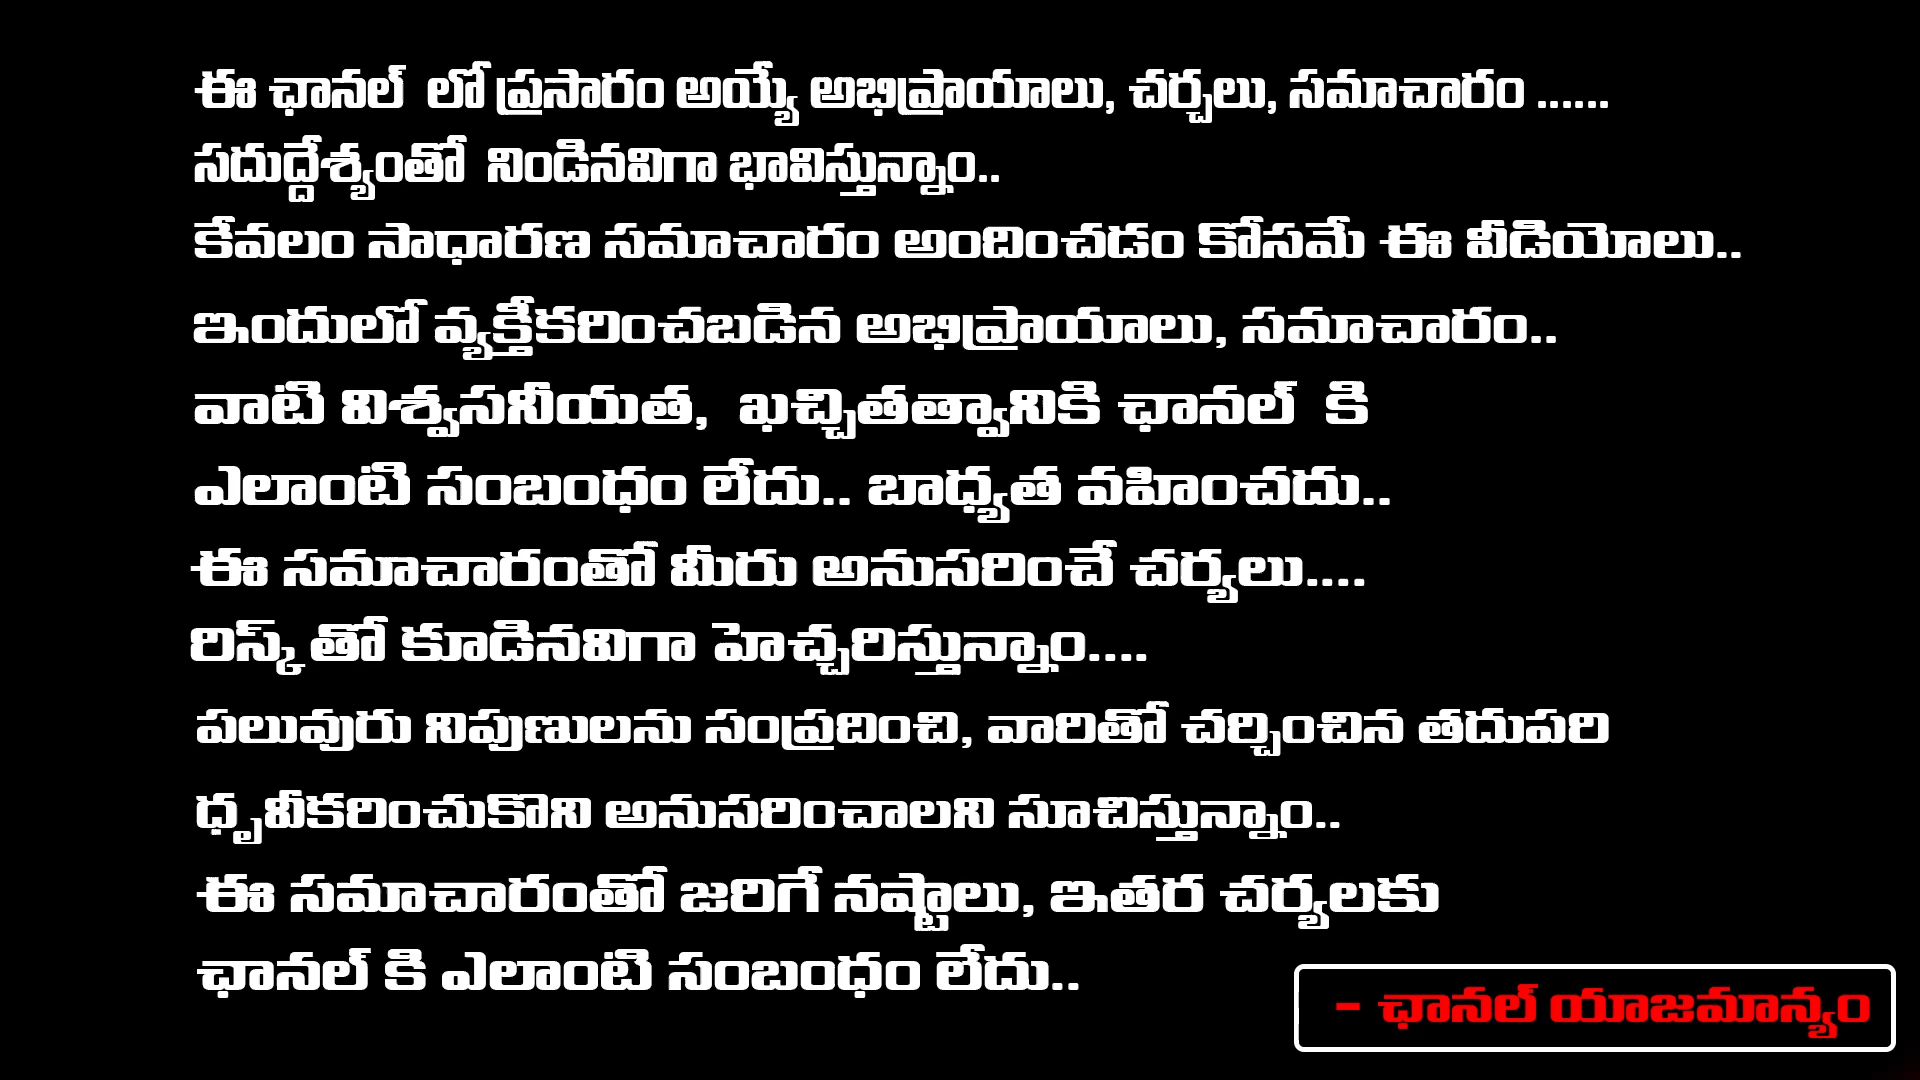 ఈ ఛానల్ లో ప్రసారం అయ్యే అభిప్రాయాలు, చర్చలు, సమాచారం ......
సదుద్దేశ్యంతో నిండినవిగా భావిస్తున్నాం..
కేవలం సాధారణ సమాచారం అందించడం కోసమే ఈ వీడియోలు..
ఇందులో వ్యక్తీకరించబడిన అభిప్రాయాలు, సమాచారం..
వాటి విశ్వసనీయత, ఖచ్చితత్వానికి ఛానల్ కి
ఎలాంటి సంబంధం లేదు.. బాధ్యత వహించదు..
ఈ సమాచారంతో మీరు అనుసరించే చర్యలు....
రిస్క్ తో కూడినవిగా హెచ్చరిస్తున్నాం....
పలువురు నిపుణులను సంప్రదించి, వారితో చర్చించిన తదుపరి
ధృవీకరించుకొని అనుసరించాలని సూచిస్తున్నాం..
ఈ సమాచారంతో జరిగే నష్టాలు, ఇతర చర్యలకు
ఛానల్ కి ఎలాంటి సంబంధం లేదు..
- ఛానల్ యాజమాన్యం